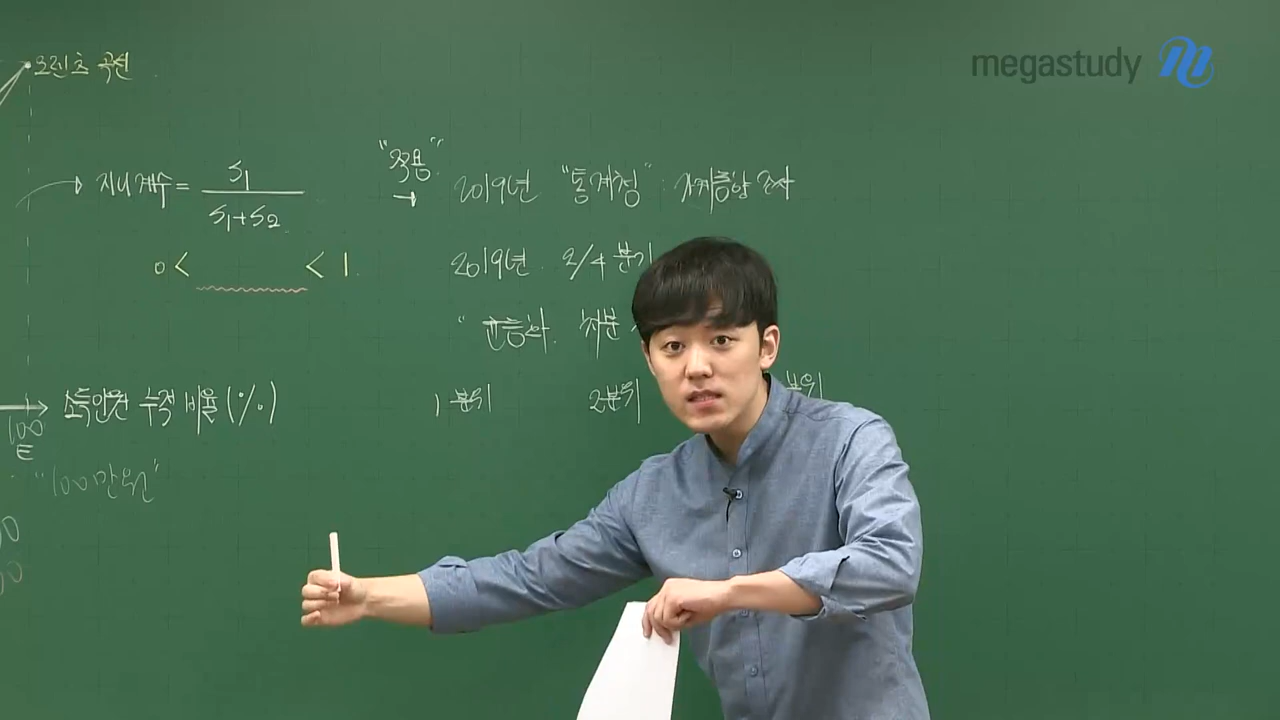 megastudy
로렌츠 곡선
지니계수 = S1 / S1+S2
0 < < 1
"적용" →
2019년 "통계청" : 가계동향 조사
2019년 2/4 분기
" 균등화 처분
1분위 2분위 분위
소득인원 누적 비율 (%)
100
E
"100만원"